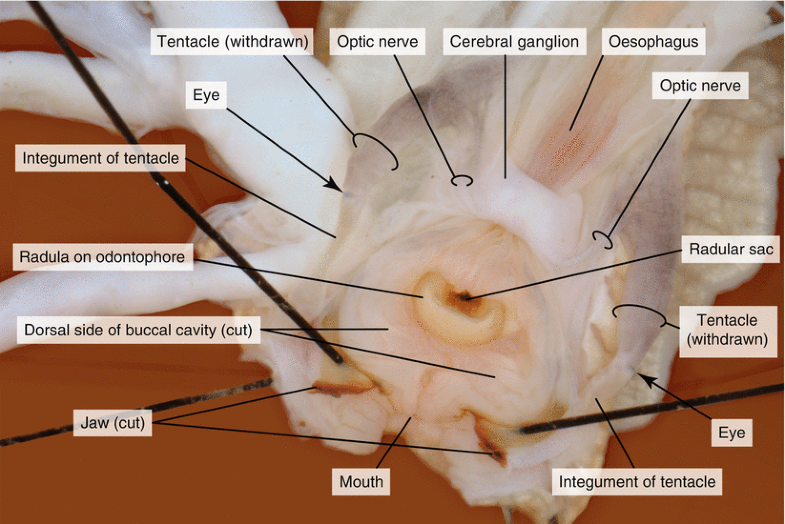 Tentacle (withdrawn)
Optic nerve
Cerebral ganglion
Oesophagus
Optic nerve
Eye
Integument of tentacle
Radula on odontophore
Radular sac
Dorsal side of buccal cavity (cut)
Tentacle
(withdrawn)
Jaw (cut)
Eye
Mouth
Integument of tentacle